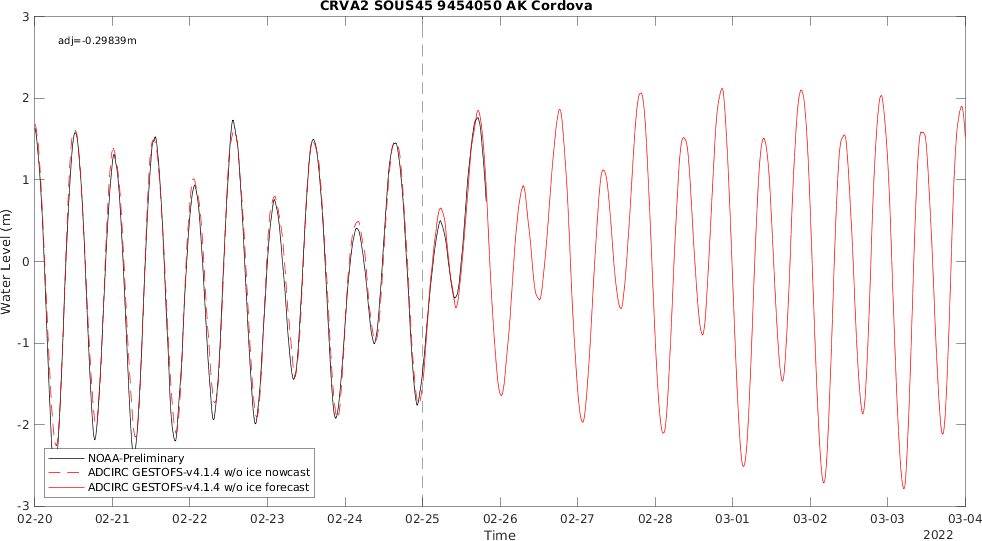 CRVA2 SOUS45 9454050 AK Cordova
adj=-0.29839m
3
2
1
0
-1
-2
-3
Water Level (m)
NOAA-Preliminary
ADCIRC GESTOFS-v4.1.4 w/o ice nowcast
ADCIRC GESTOFS-v4.1.4 w/o ice forecast
02-20 02-21 02-22 02-23 02-24 02-25 02-26 02-27 02-28 03-01 03-02 03-03 03-04
Time
2022